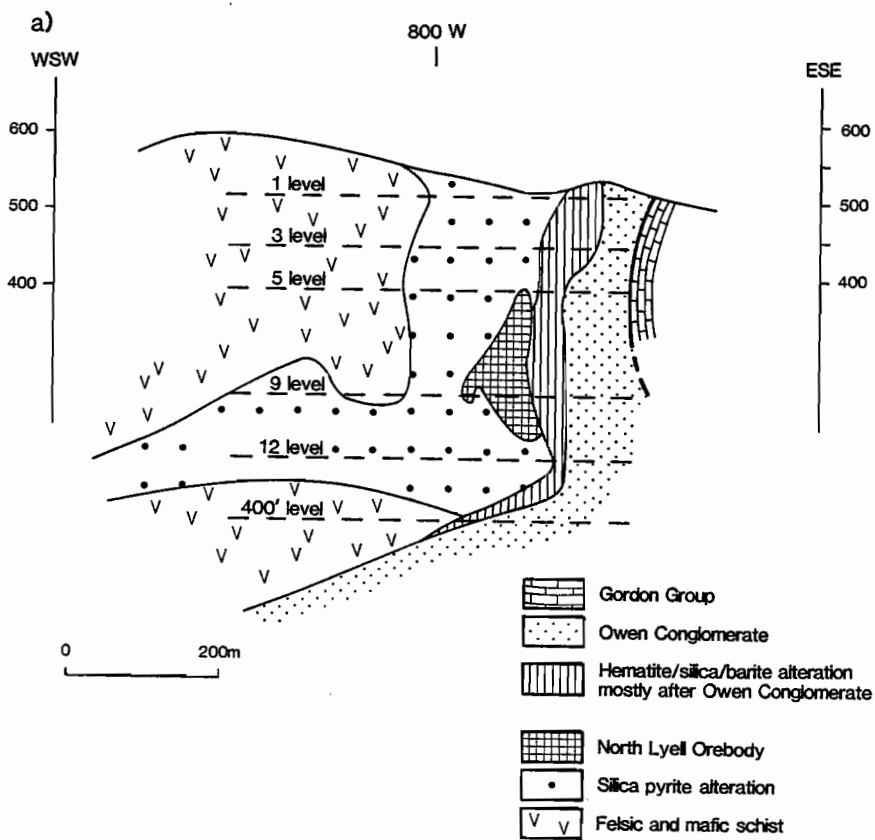 a)
800 W
WSW
ESE
600
600
1 level
500
500
3 level
5 level
400
400
9 level
12 level
400' level
Gordon Group
Owen Conglomerate
0
200m
Hematite/silica/barite alteration
mostly after Owen Conglomerate
North Lyell Orebody
Silica pyrite alteration
Felsic and mafic schist